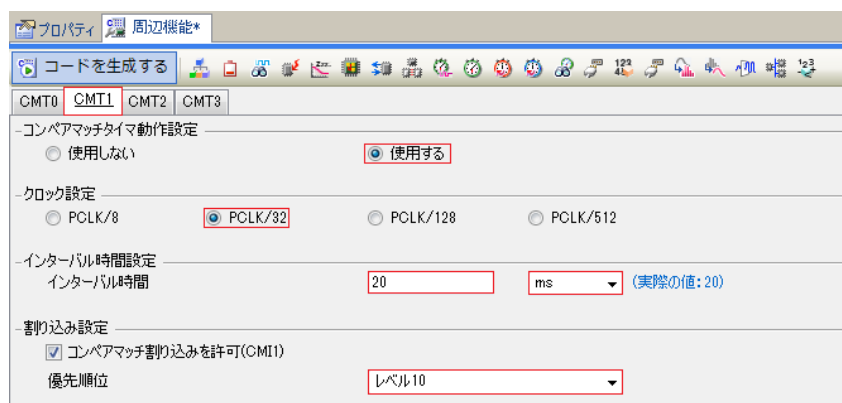 プロパティ 周辺機能*
コードを生成する
CMT0 CMT1 CMT2 CMT3
コンペアマッチタイマ動作設定
使用しない 使用する
クロック設定
PCLK/8 PCLK/32 PCLK/128 PCLK/512
インターバル時間設定
インターバル時間 20 ms (実際の値: 20)
割り込み設定
コンペアマッチ割り込みを許可(CMI1)
優先順位 レベル10